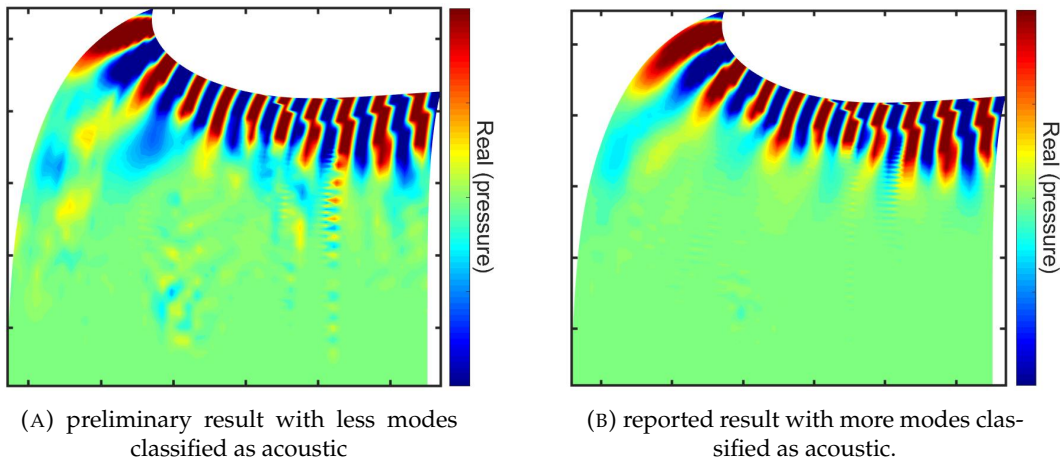 Real (pressure)
Real (pressure)
(A) preliminary result with less modes
classified as acoustic
(B) reported result with more modes clas-
sified as acoustic.